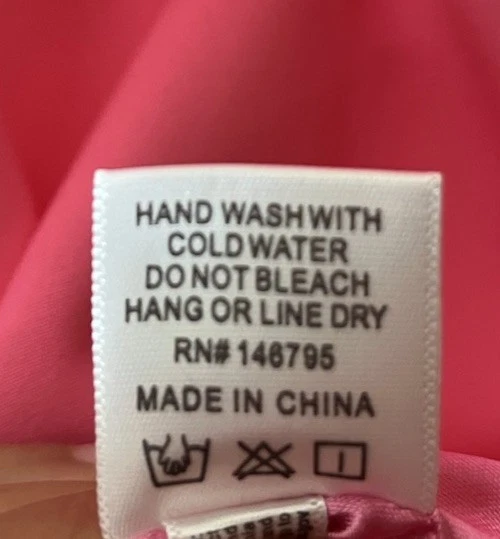 HAND WASH WITH
COLD WATER
DO NOT BLEACH
HANG OR LINE DRY
RN# 146795
MADE IN CHINA